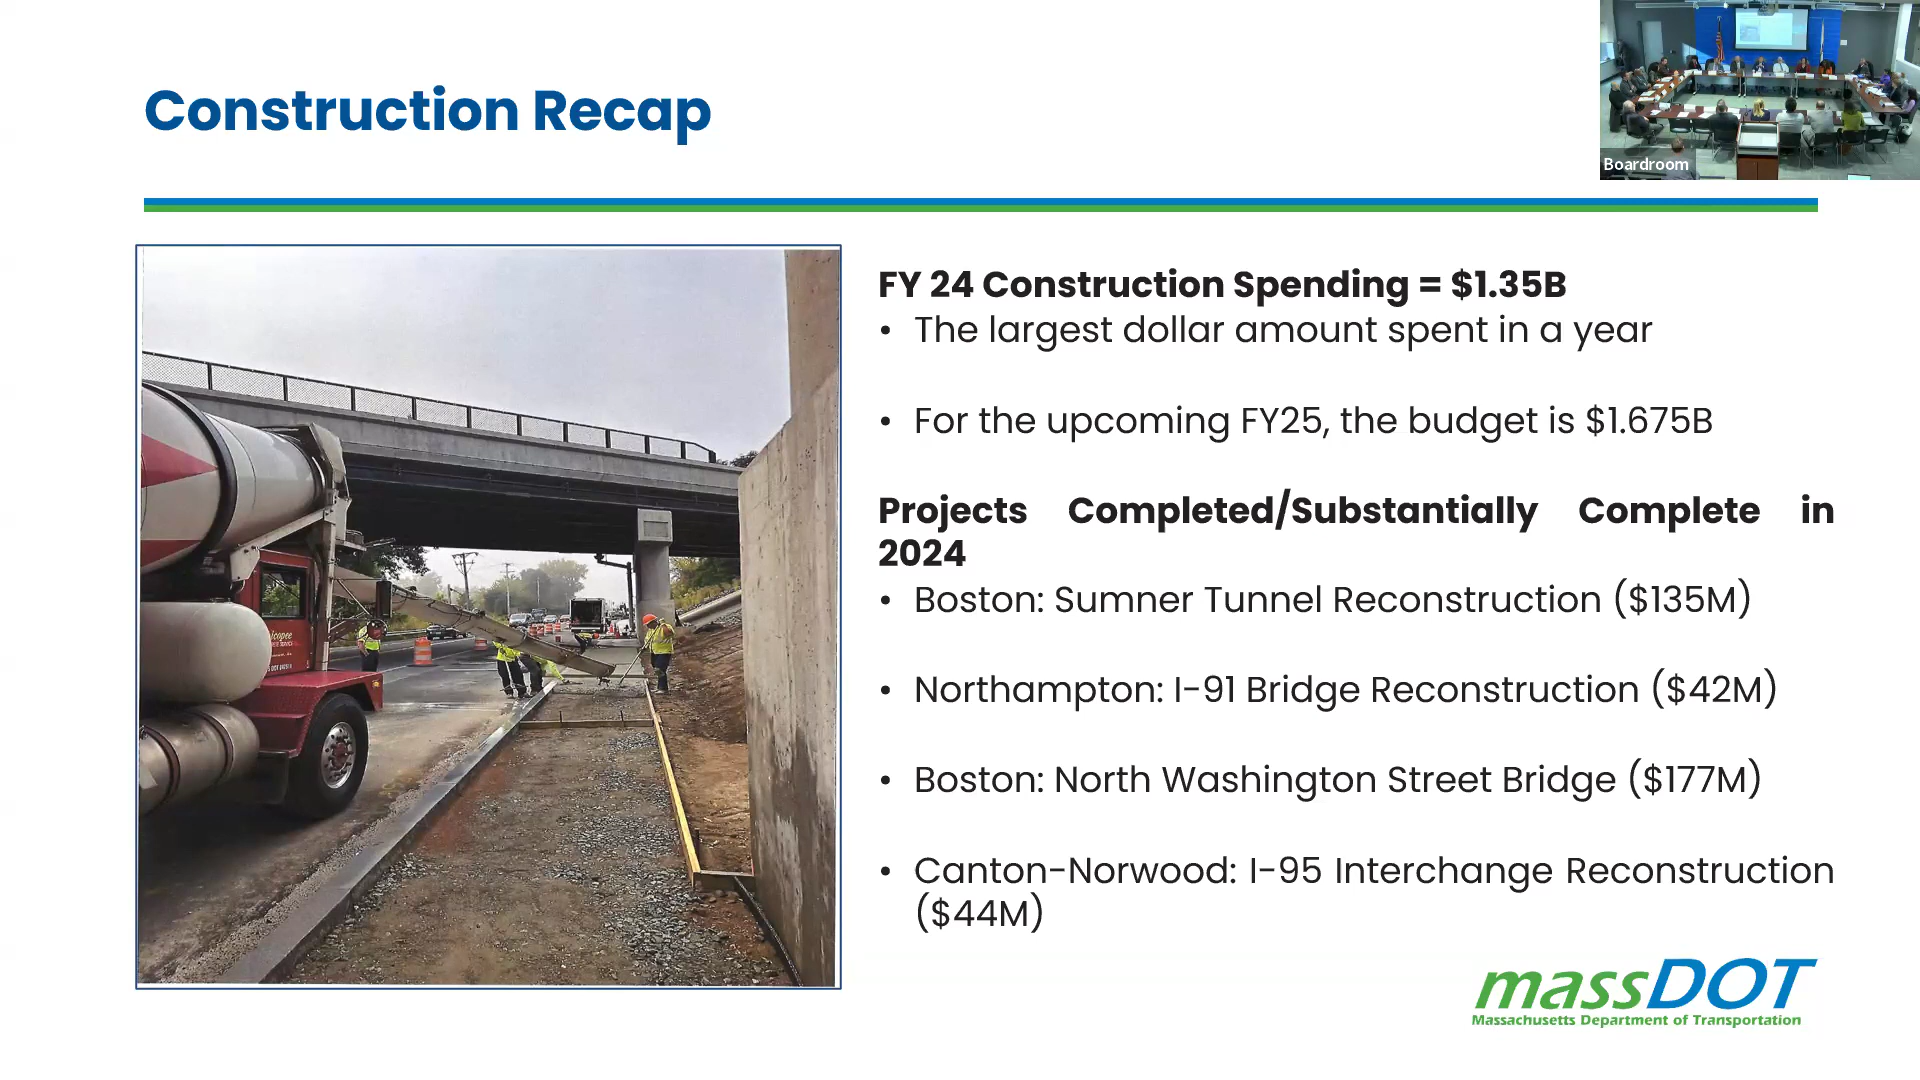 Construction Recap
Boardroom
FY 24 Construction Spending = $1.35B
• The largest dollar amount spent in a year
• For the upcoming FY25, the budget is $1.675B
Projects Completed/Substantially Complete in
2024
• Boston: Sumner Tunnel Reconstruction ($135M)
• Northampton: I-91 Bridge Reconstruction ($42M)
• Boston: North Washington Street Bridge ($177M)
• Canton-Norwood: I-95 Interchange Reconstruction
($44M)
massDOT
Massachusetts Department of Transportation